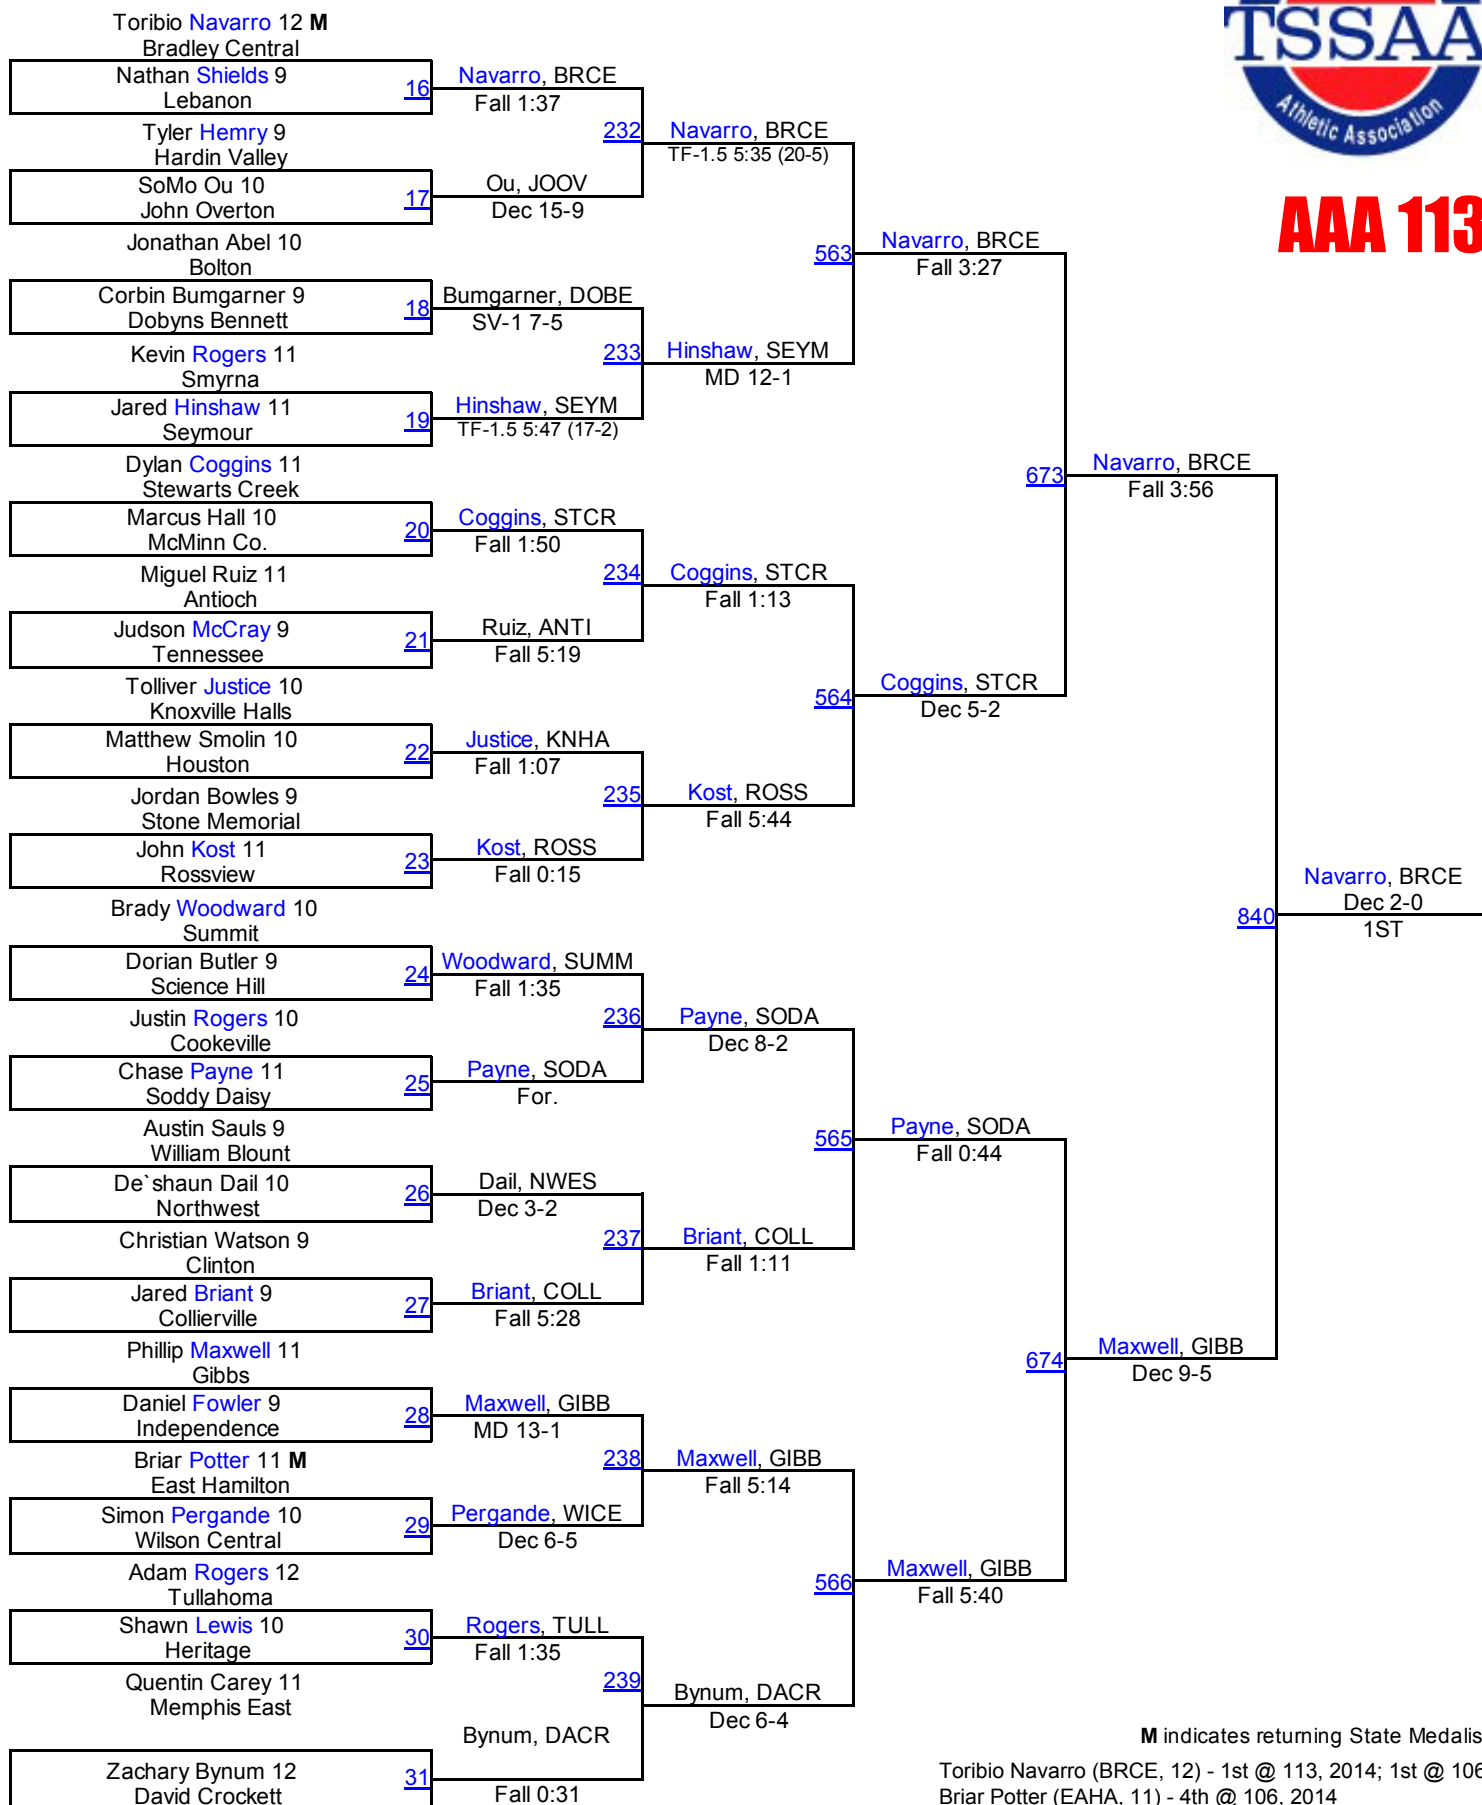 TSSAA
Athletic Association
AAA 113
Toribio Navarro 12 M
Bradley Central
Nathan Shields 9
Lebanon
16
Navarro, BRCE
Fall 1:37
Tyler Hemry 9
Hardin Valley
SoMo Ou 10
John Overton
17
Ou, JOOV
Dec 15-9
232
Navarro, BRCE
TF-1.5 5:35 (20-5)
Jonathan Abel 10
Bolton
Corbin Bumgarner 9
Dobyns Bennett
18
Bumgarner, DOBE
SV-1 7-5
Kevin Rogers 11
Smyrna
Jared Hinshaw 11
Seymour
19
Hinshaw, SEYM
TF-1.5 5:47 (17-2)
233
Hinshaw, SEYM
MD 12-1
563
Navarro, BRCE
Fall 3:27
Dylan Coggins 11
Stewarts Creek
Marcus Hall 10
McMinn Co.
20
Coggins, STCR
Fall 1:50
Miguel Ruiz 11
Antioch
Judson McCray 9
Tennessee
21
Ruiz, ANTI
Fall 5:19
234
Coggins, STCR
Fall 1:13
Tolliver Justice 10
Knoxville Halls
Matthew Smolin 10
Houston
22
Justice, KNHA
Fall 1:07
Jordan Bowles 9
Stone Memorial
John Kost 11
Rossview
23
Kost, ROSS
Fall 0:15
235
Kost, ROSS
Fall 5:44
564
Coggins, STCR
Dec 5-2
673
Navarro, BRCE
Fall 3:56
Brady Woodward 10
Summit
Dorian Butler 9
Science Hill
24
Woodward, SUMM
Fall 1:35
Justin Rogers 10
Cookeville
Chase Payne 11
Soddy Daisy
25
Payne, SODA
For.
236
Payne, SODA
Dec 8-2
Austin Sauls 9
William Blount
De`shaun Dail 10
Northwest
26
Dail, NWES
Dec 3-2
Christian Watson 9
Clinton
Jared Briant 9
Collierville
27
Briant, COLL
Fall 5:28
237
Briant, COLL
Fall 1:11
565
Payne, SODA
Fall 0:44
Phillip Maxwell 11
Gibbs
Daniel Fowler 9
Independence
28
Maxwell, GIBB
MD 13-1
Briar Potter 11 M
East Hamilton
Simon Pergande 10
Wilson Central
29
Pergande, WICE
Dec 6-5
238
Maxwell, GIBB
Fall 5:14
Adam Rogers 12
Tullahoma
Shawn Lewis 10
Heritage
30
Rogers, TULL
Fall 1:35
Quentin Carey 11
Memphis East
Zachary Bynum 12
David Crockett
31
Bynum, DACR
Fall 0:31
239
Bynum, DACR
Dec 6-4
566
Maxwell, GIBB
Fall 5:40
674
Maxwell, GIBB
Dec 9-5
840
Navarro, BRCE
Dec 2-0
1ST
M indicates returning State Medalis
Toribio Navarro (BRCE, 12) - 1st @ 113, 2014; 1st @ 106
Briar Potter (EAHA, 11) - 4th @ 106, 2014